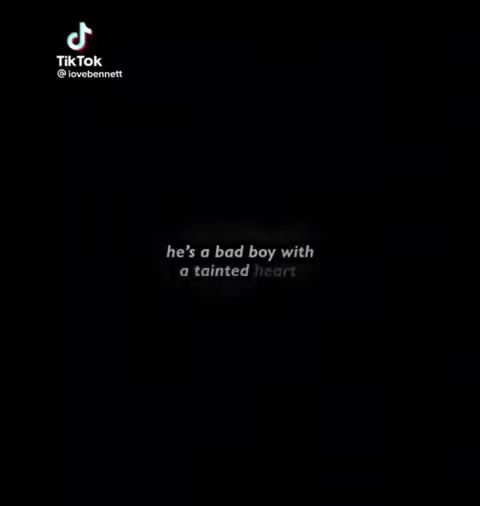 TikTok
@iovebennett
he's a bad boy with
a tainted heart